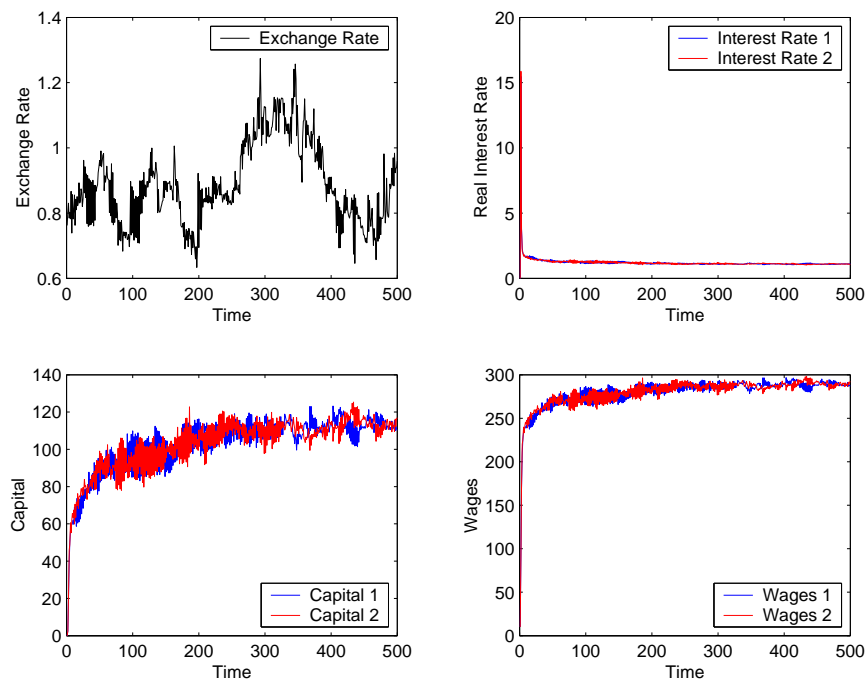 1.4
1.2
1
0.8
0.6
Exchange Rate
Exchange Rate
0 100 200 300 400 500
Time
20
15
10
5
0
Real Interest Rate
Interest Rate 1
Interest Rate 2
0 100 200 300 400 500
Time
140
120
100
80
60
40
20
0
Capital
Capital 1
Capital 2
0 100 200 300 400 500
Time
300
250
200
150
100
50
0
Wages
Wages 1
Wages 2
0 100 200 300 400 500
Time